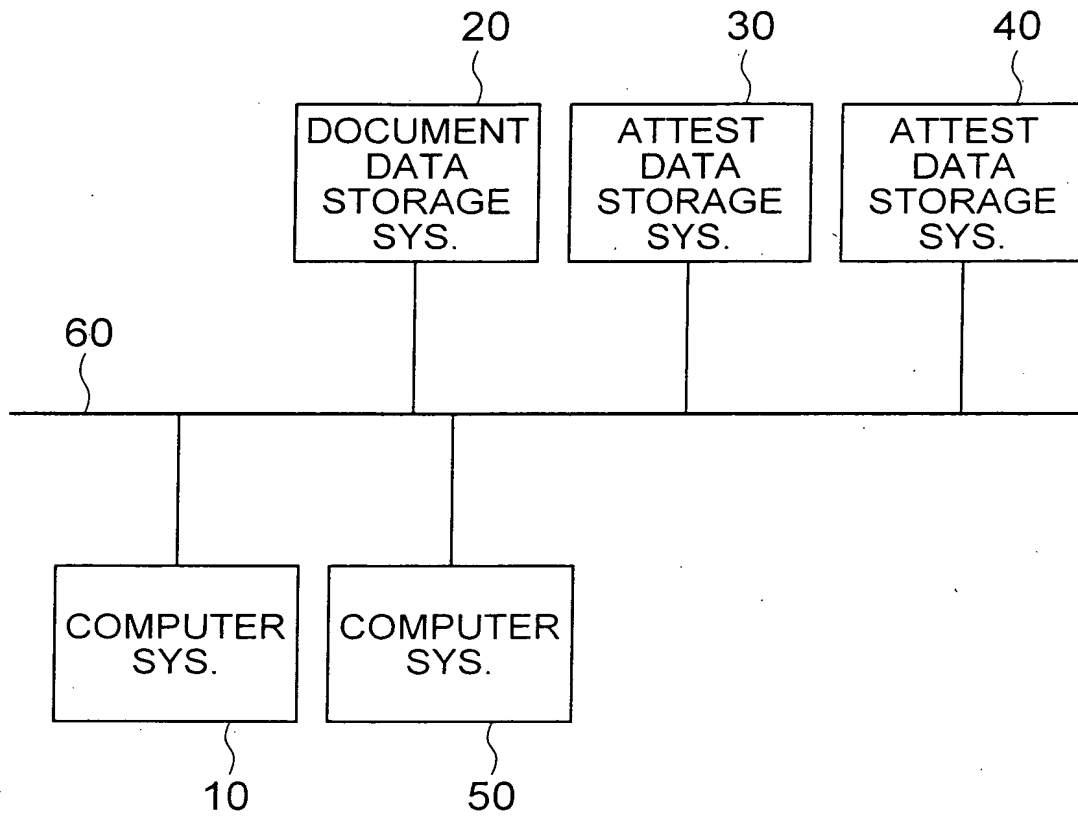 20
30
40
DOCUMENT
DATA
STORAGE
SYS.
ATTEST
DATA
STORAGE
SYS.
ATTEST
DATA
STORAGE
SYS.
60
COMPUTER
SYS.
COMPUTER
SYS.
10
50